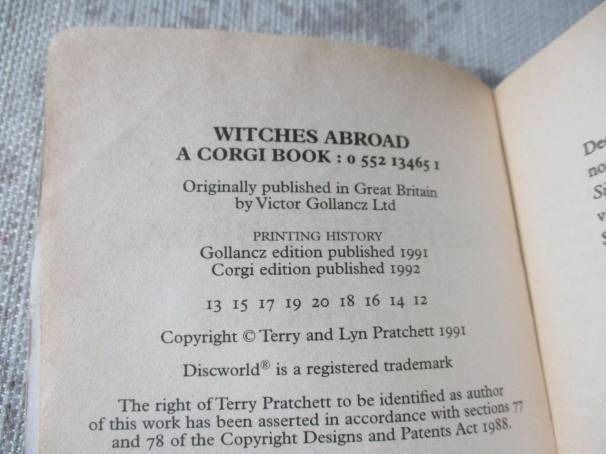 WITCHES ABROAD
A CORGI BOOK : 0 552 13465 1
Originally published in Great Britain
by Victor Gollancz Ltd
PRINTING HISTORY
Gollancz edition published 1991
Corgi edition published 1992
13 15 17 19 20 18 16 14 12
Copyright © Terry and Lyn Pratchett 1991
Discworld® is a registered trademark
The right of Terry Pratchett to be identified as author
of this work has been asserted in accordance with sections 77
and 78 of the Copyright Designs and Patents Act 1988.